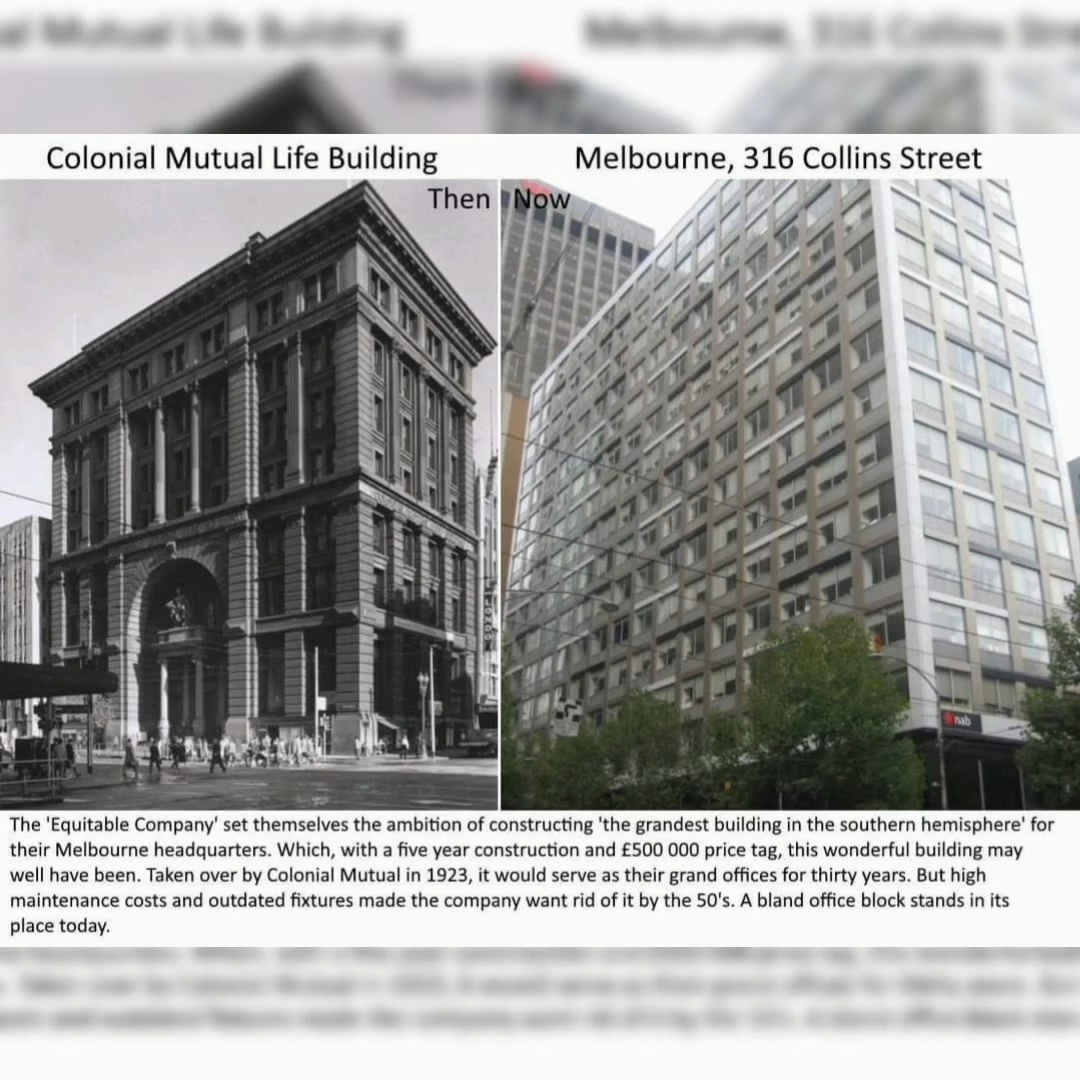 Colonial Mutual Life Building
Melbourne, 316 Collins Street
Then
Now
nab
The 'Equitable Company' set themselves the ambition of constructing 'the grandest building in the southern hemisphere' for
their Melbourne headquarters. Which, with a five year construction and £500 000 price tag, this wonderful building may
well have been. Taken over by Colonial Mutual in 1923, it would serve as their grand offices for thirty years. But high
maintenance costs and outdated fixtures made the company want rid of it by the 50's. A bland office block stands in its
place today.